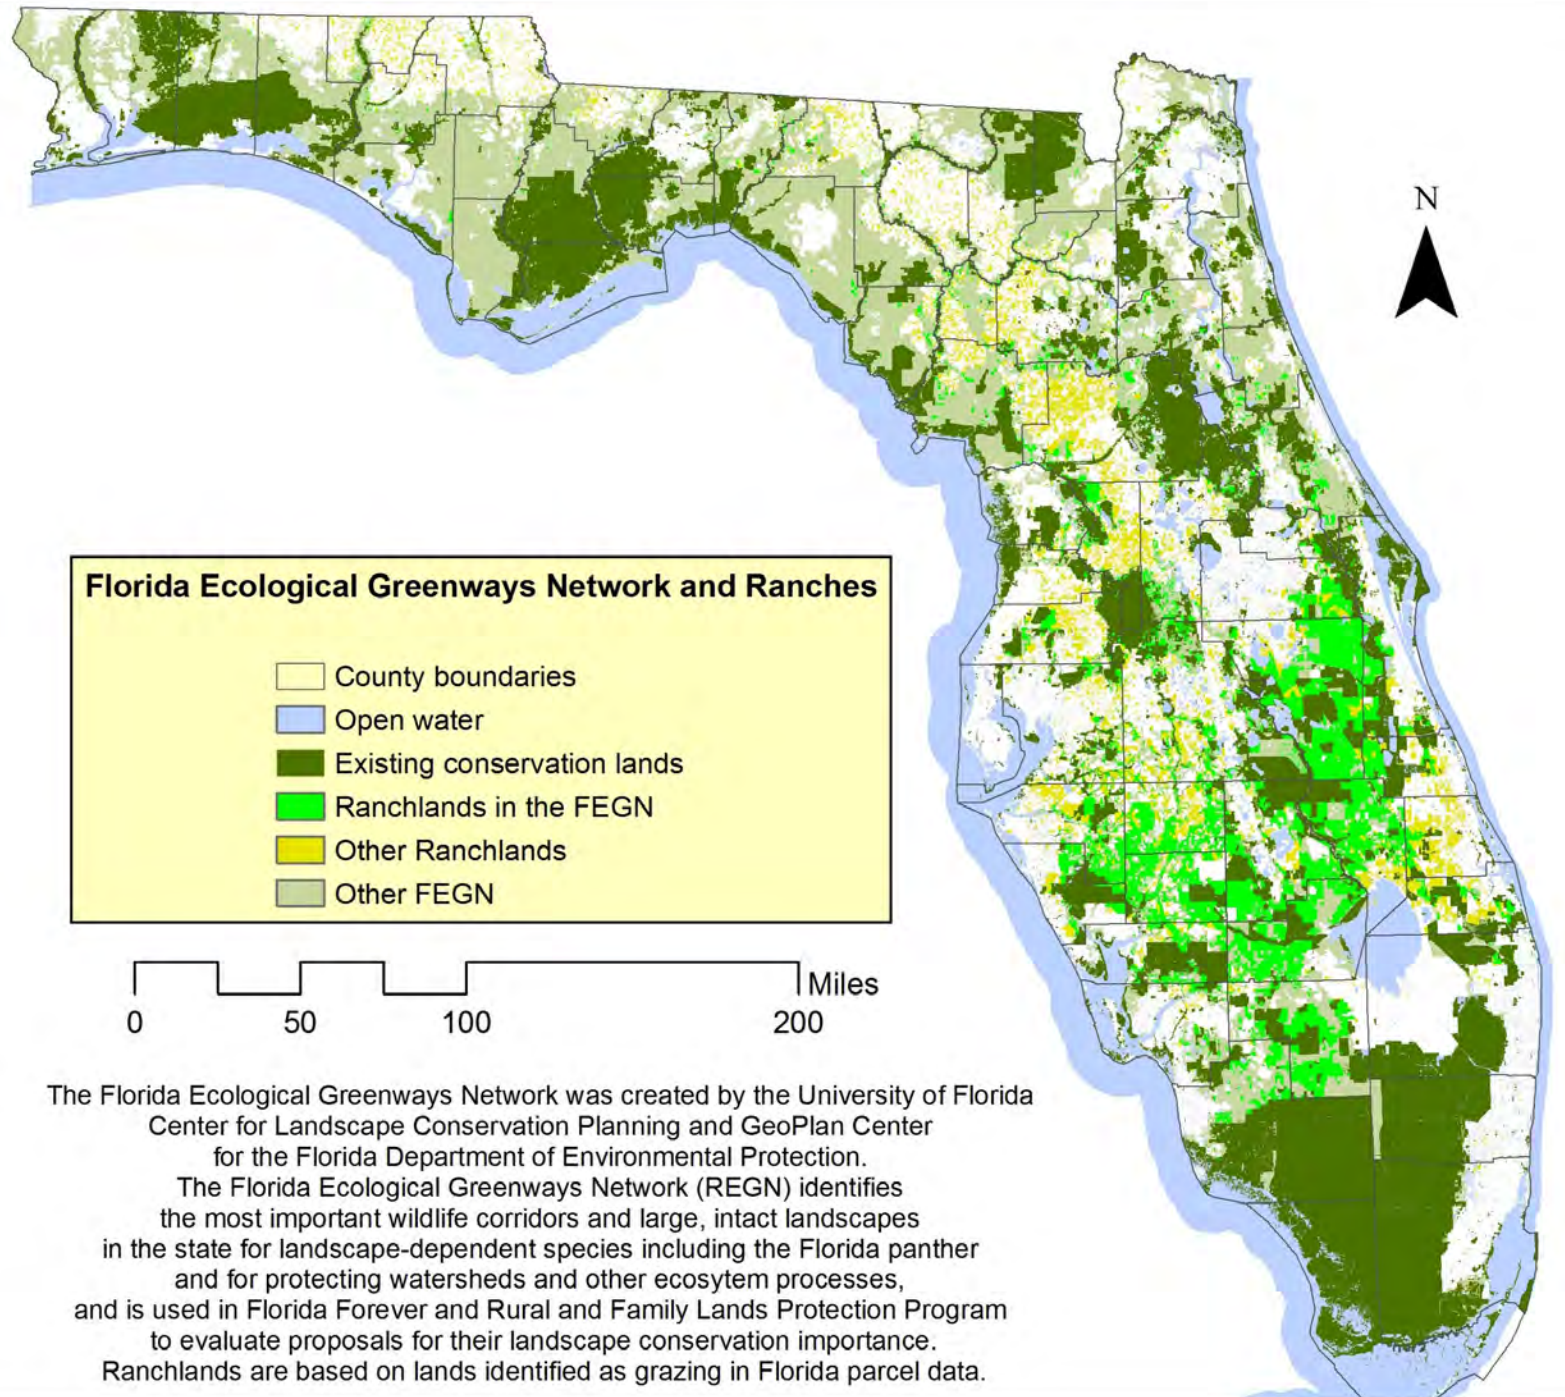 N
Florida Ecological Greenways Network and Ranches
County boundaries
Open water
Existing conservation lands
Ranchlands in the FEGN
Other Ranchlands
Other FEGN
Miles
0 50 100 200
The Florida Ecological Greenways Network was created by the University of Florida
Center for Landscape Conservation Planning and GeoPlan Center
for the Florida Department of Environmental Protection.
The Florida Ecological Greenways Network (REGN) identifies
the most important wildlife corridors and large, intact landscapes
in the state for landscape-dependent species including the Florida panther
and for protecting watersheds and other ecosytem processes,
and is used in Florida Forever and Rural and Family Lands Protection Program
to evaluate proposals for their landscape conservation importance.
Ranchlands are based on lands identified as grazing in Florida parcel data.